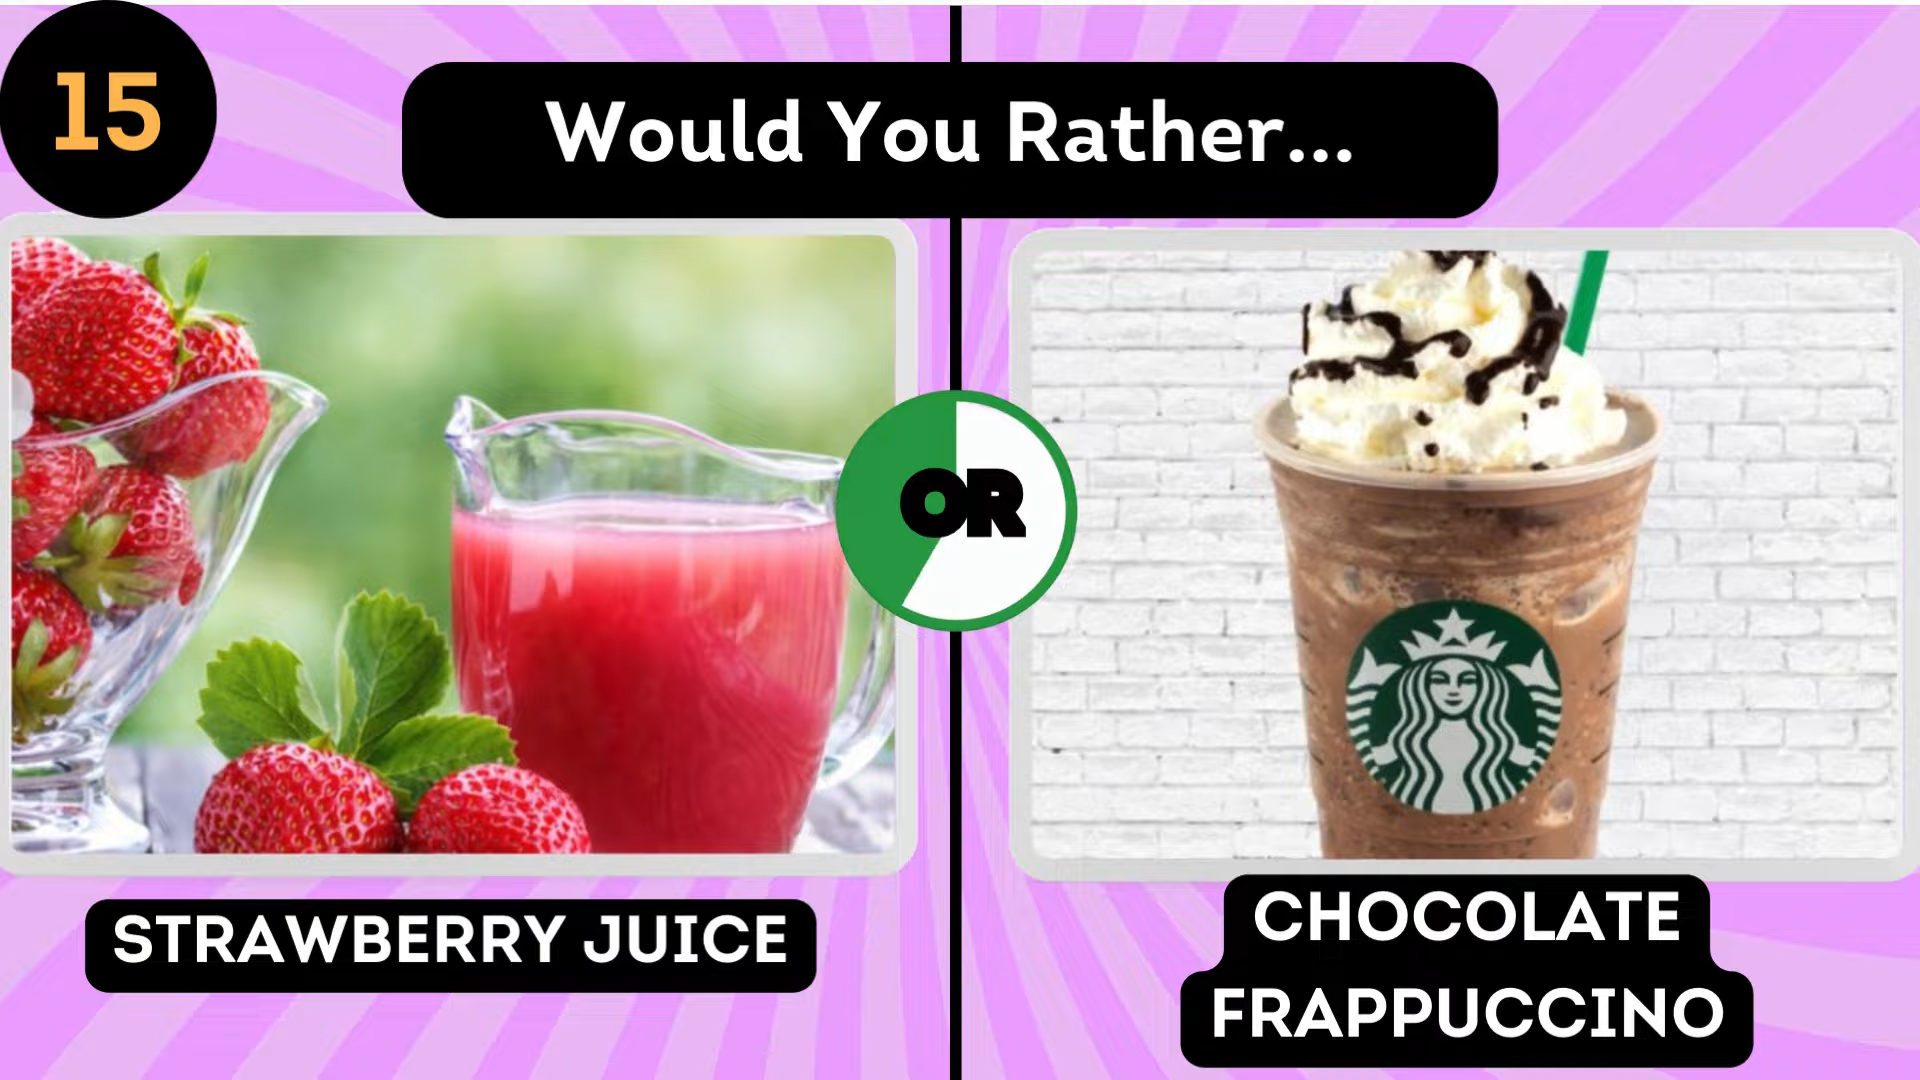 15
Would You Rather...
OR
STRAWBERRY JUICE
CHOCOLATE
FRAPPUCCINO